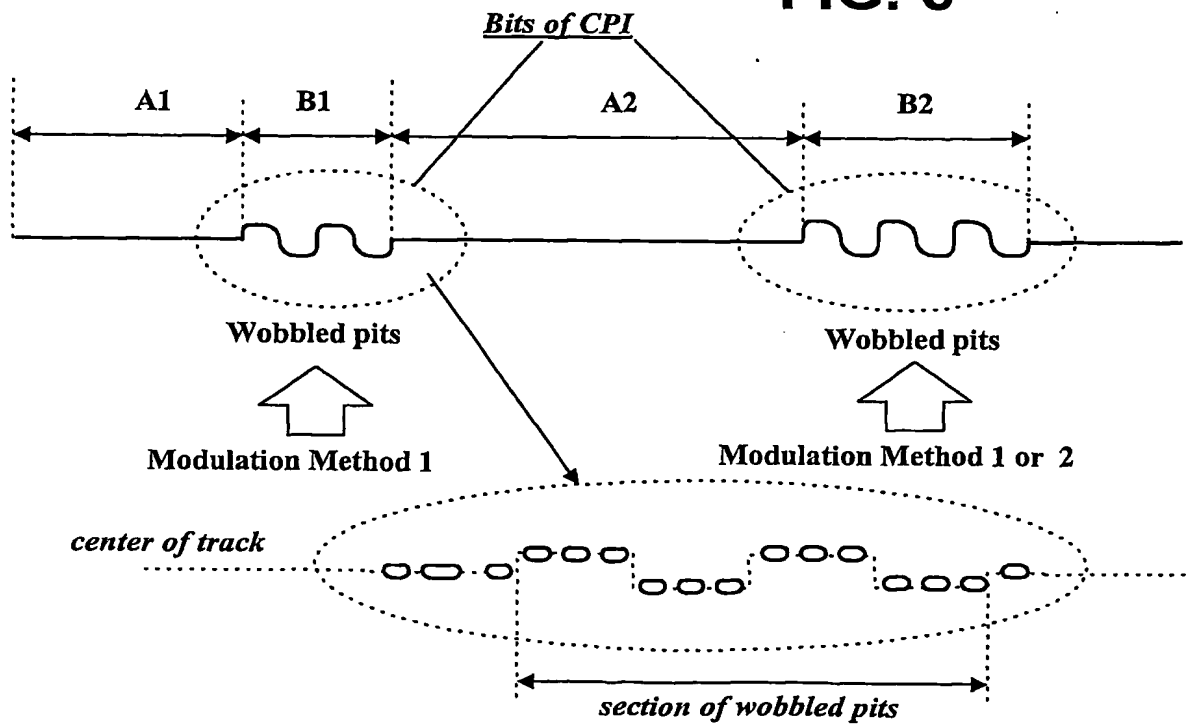 Bits of CPI
A1
B1
A2
B2
Wobbled pits
Wobbled pits
Modulation Method 1
Modulation Method 1 or 2
center of track
section of wobbled pits